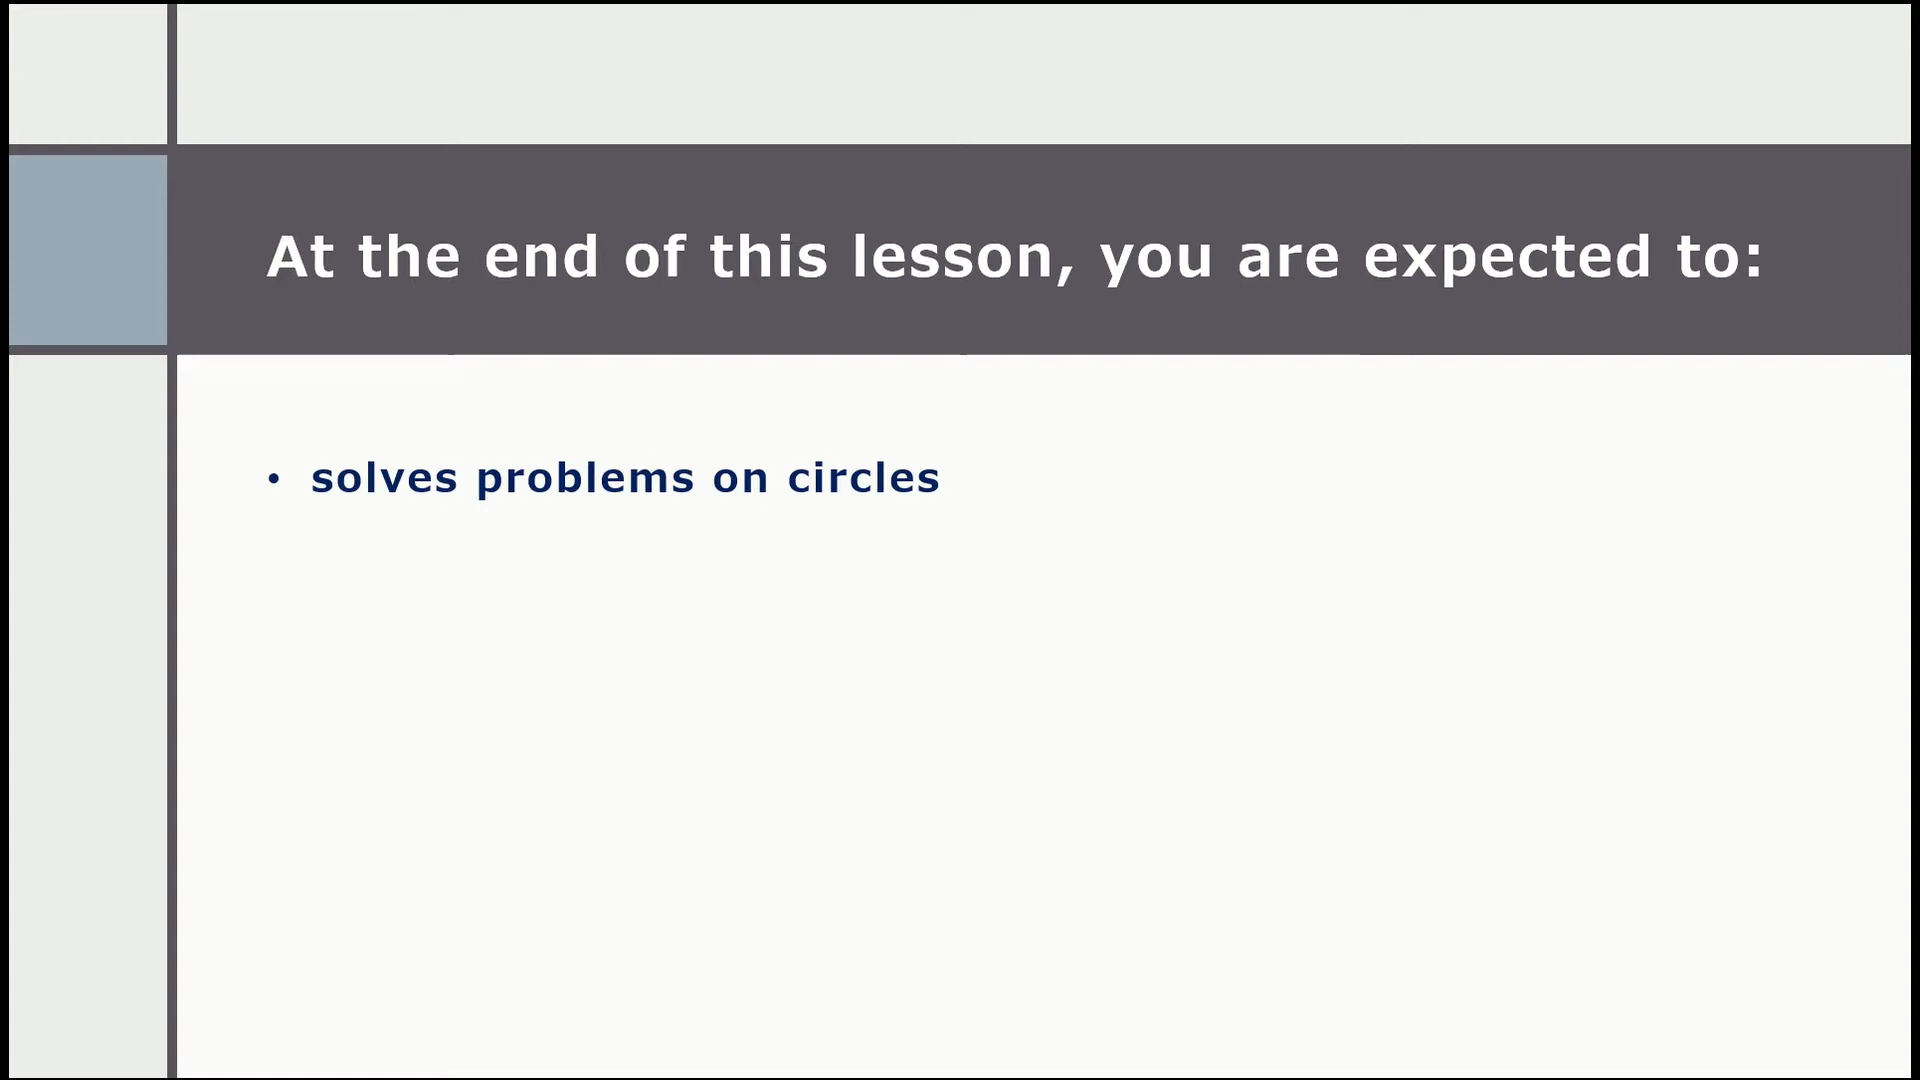 At the end of this lesson, you are expected to:
• solves problems on circles